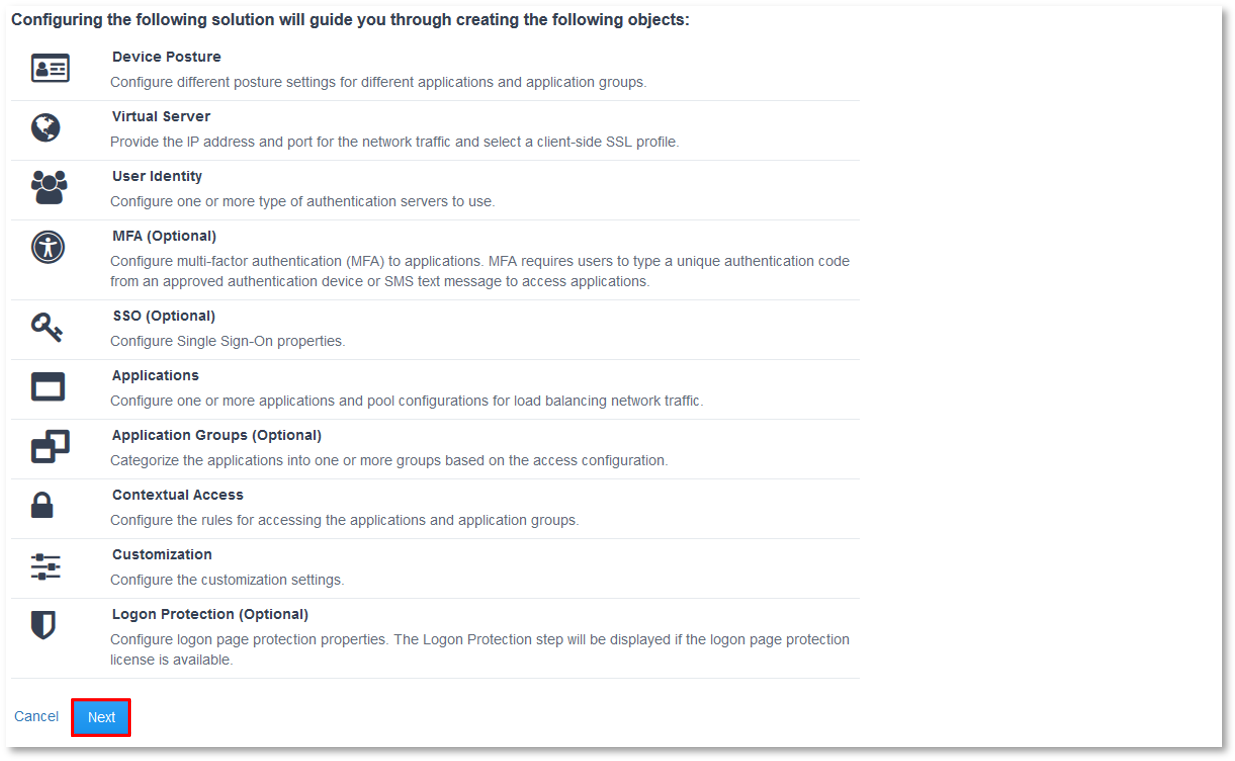 Configuring the following solution will guide you through creating the following objects:
Device Posture
Configure different posture settings for different applications and application groups.
Virtual Server
Provide the IP address and port for the network traffic and select a client-side SSL profile.
User Identity
Configure one or more type of authentication servers to use.
MFA (Optional)
Configure multi-factor authentication (MFA) to applications. MFA requires users to type a unique authentication code
from an approved authentication device or SMS text message to access applications.
SSO (Optional)
Configure Single Sign-On properties.
Applications
Configure one or more applications and pool configurations for load balancing network traffic.
Application Groups (Optional)
Categorize the applications into one or more groups based on the access configuration.
Contextual Access
Configure the rules for accessing the applications and application groups.
Customization
Configure the customization settings.
Logon Protection (Optional)
Configure logon page protection properties. The Logon Protection step will be displayed if the logon page protection
license is available.
Cancel Next